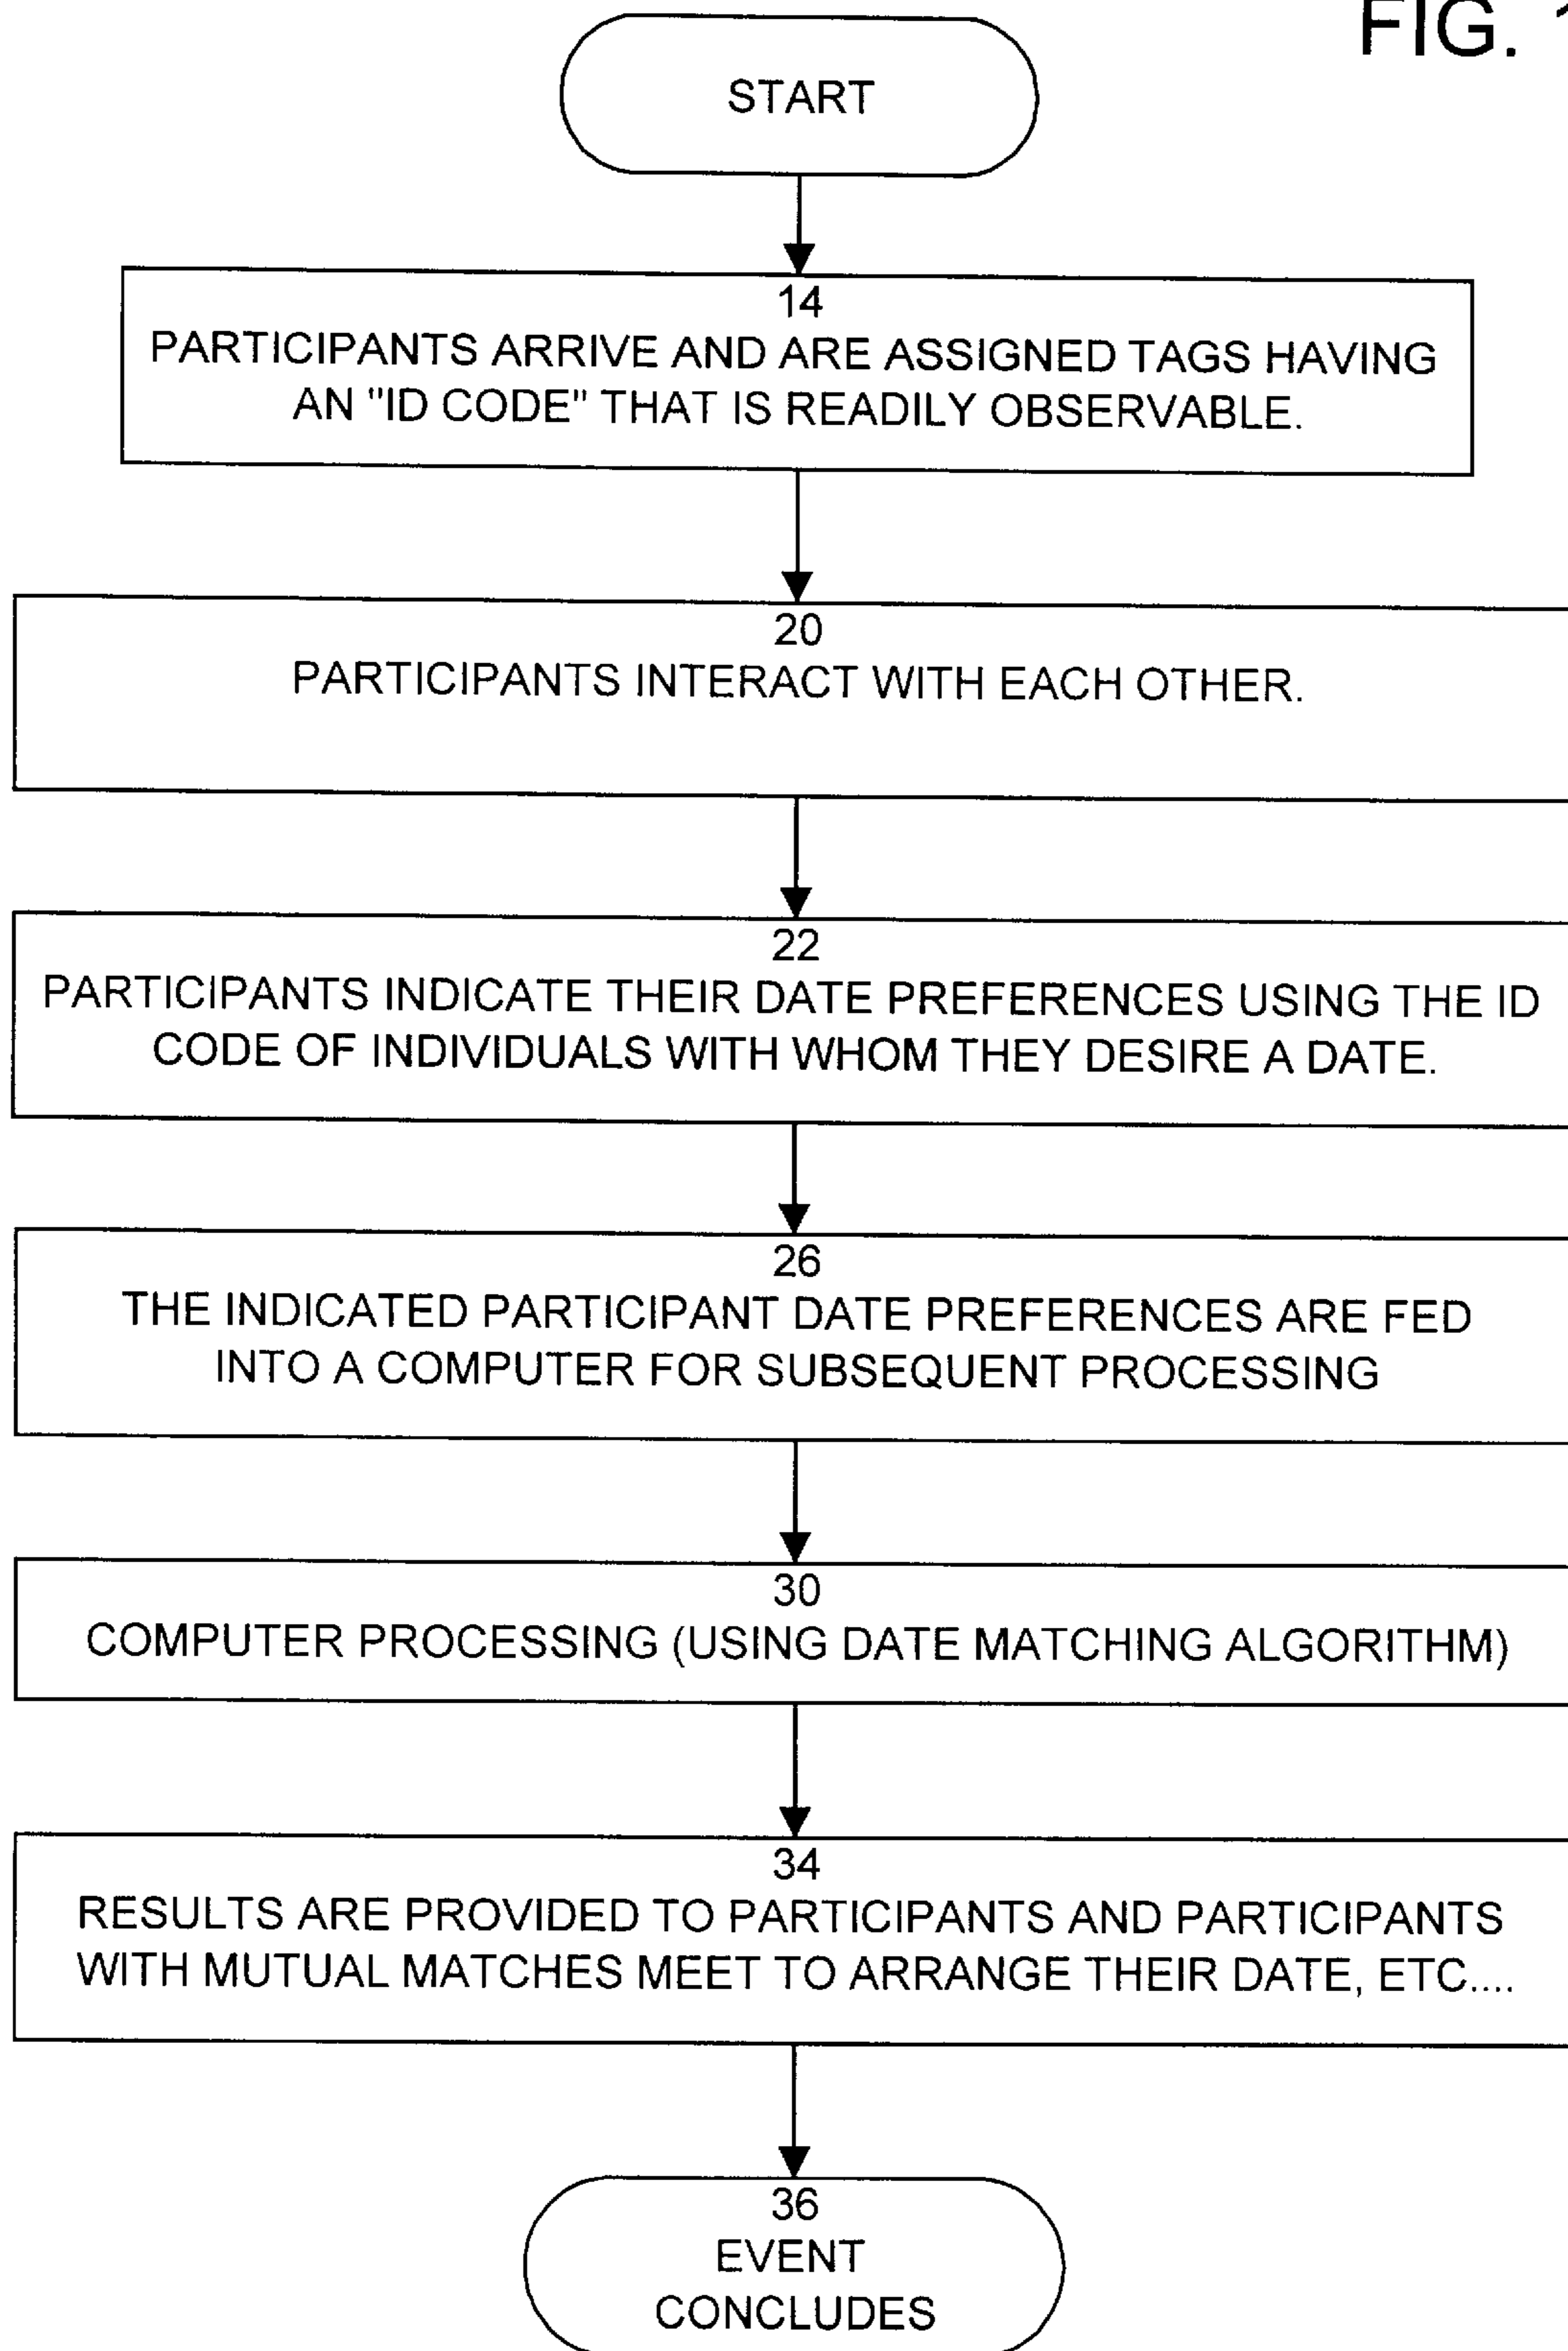 FIG. 1
START
14
PARTICIPANTS ARRIVE AND ARE ASSIGNED TAGS HAVING
AN "ID CODE" THAT IS READILY OBSERVABLE.
20
PARTICIPANTS INTERACT WITH EACH OTHER.
22
PARTICIPANTS INDICATE THEIR DATE PREFERENCES USING THE ID
CODE OF INDIVIDUALS WITH WHOM THEY DESIRE A DATE.
26
THE INDICATED PARTICIPANT DATE PREFERENCES ARE FED
INTO A COMPUTER FOR SUBSEQUENT PROCESSING
30
COMPUTER PROCESSING (USING DATE MATCHING ALGORITHM)
34
RESULTS ARE PROVIDED TO PARTICIPANTS AND PARTICIPANTS
WITH MUTUAL MATCHES MEET TO ARRANGE THEIR DATE, ETC....
36
EVENT
CONCLUDES